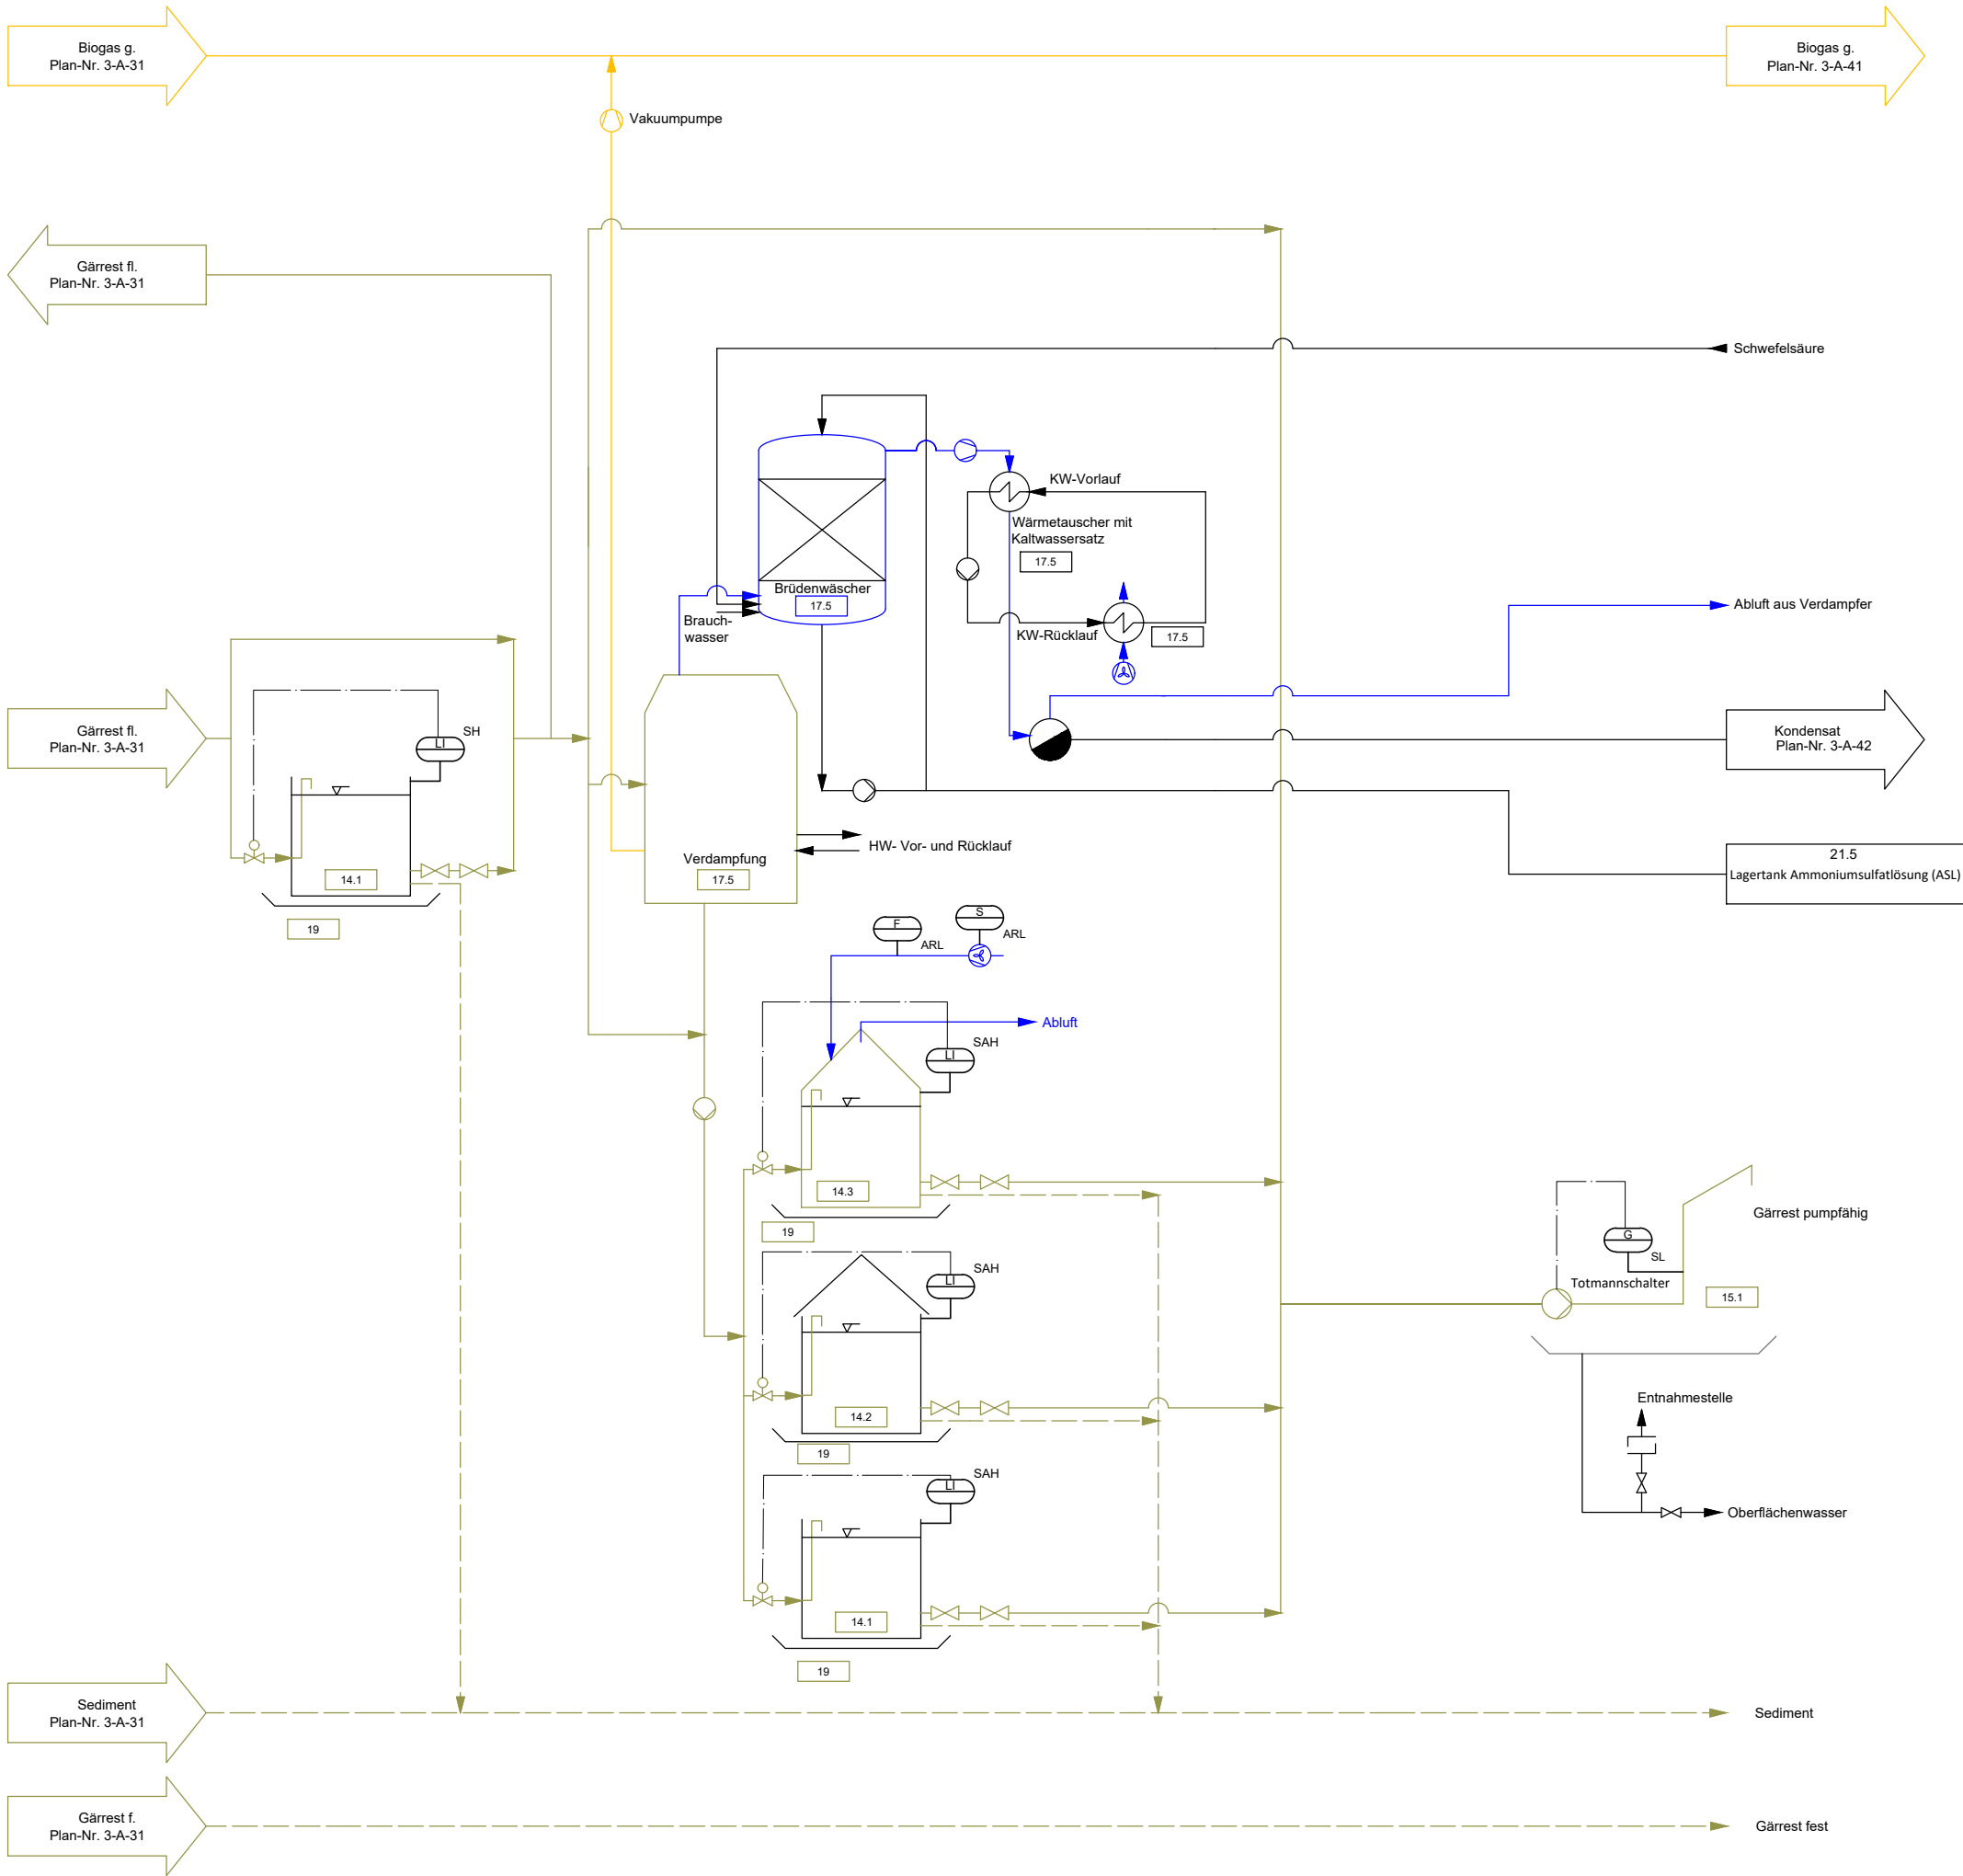 Biogas g.
Plan-Nr. 3-A-31
Biogas g.
Plan-Nr. 3-A-41
Vakuumpumpe
Gärrest fl.
Plan-Nr. 3-A-31
Schwefelsäure
KW-Vorlauf
Wärmetauscher mit
Kaltwassersatz
17.5
Brüdenwäscher
17.5
Brauch-
wasser
KW-Rücklauf
17.5
Abluft aus Verdampfer
Gärrest fl.
Plan-Nr. 3-A-31
SH
LI
14.1
19
Kondensat
Plan-Nr. 3-A-42
HW- Vor- und Rücklauf
Verdampfung
17.5
21.5
Lagertank Ammoniumsulfatlösung (ASL)
F
ARL
S
ARL
Abluft
SAH
LI
14.3
19
Gärrest pumpfähig
G
SL
Totmannschalter
15.1
SAH
LI
14.2
19
Entnahmestelle
Oberflächenwasser
SAH
LI
14.1
19
Sediment
Plan-Nr. 3-A-31
Sediment
Gärrest f.
Plan-Nr. 3-A-31
Gärrest fest